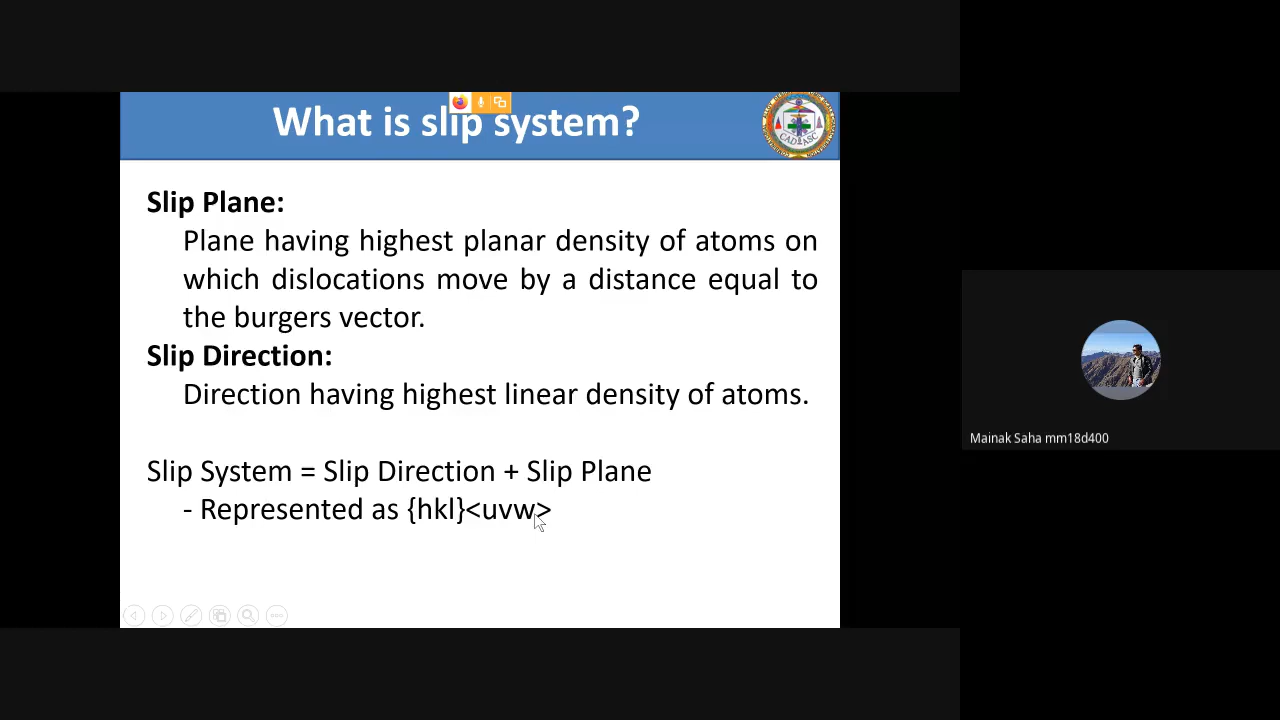 What is slip system?
CAD ASC
Slip Plane:
Plane having highest planar density of atoms on
which dislocations move by a distance equal to
the burgers vector.
Slip Direction:
Direction having highest linear density of atoms.
Slip System = Slip Direction + Slip Plane
- Represented as {hkl}<uvw>
Mainak Saha mm18d400